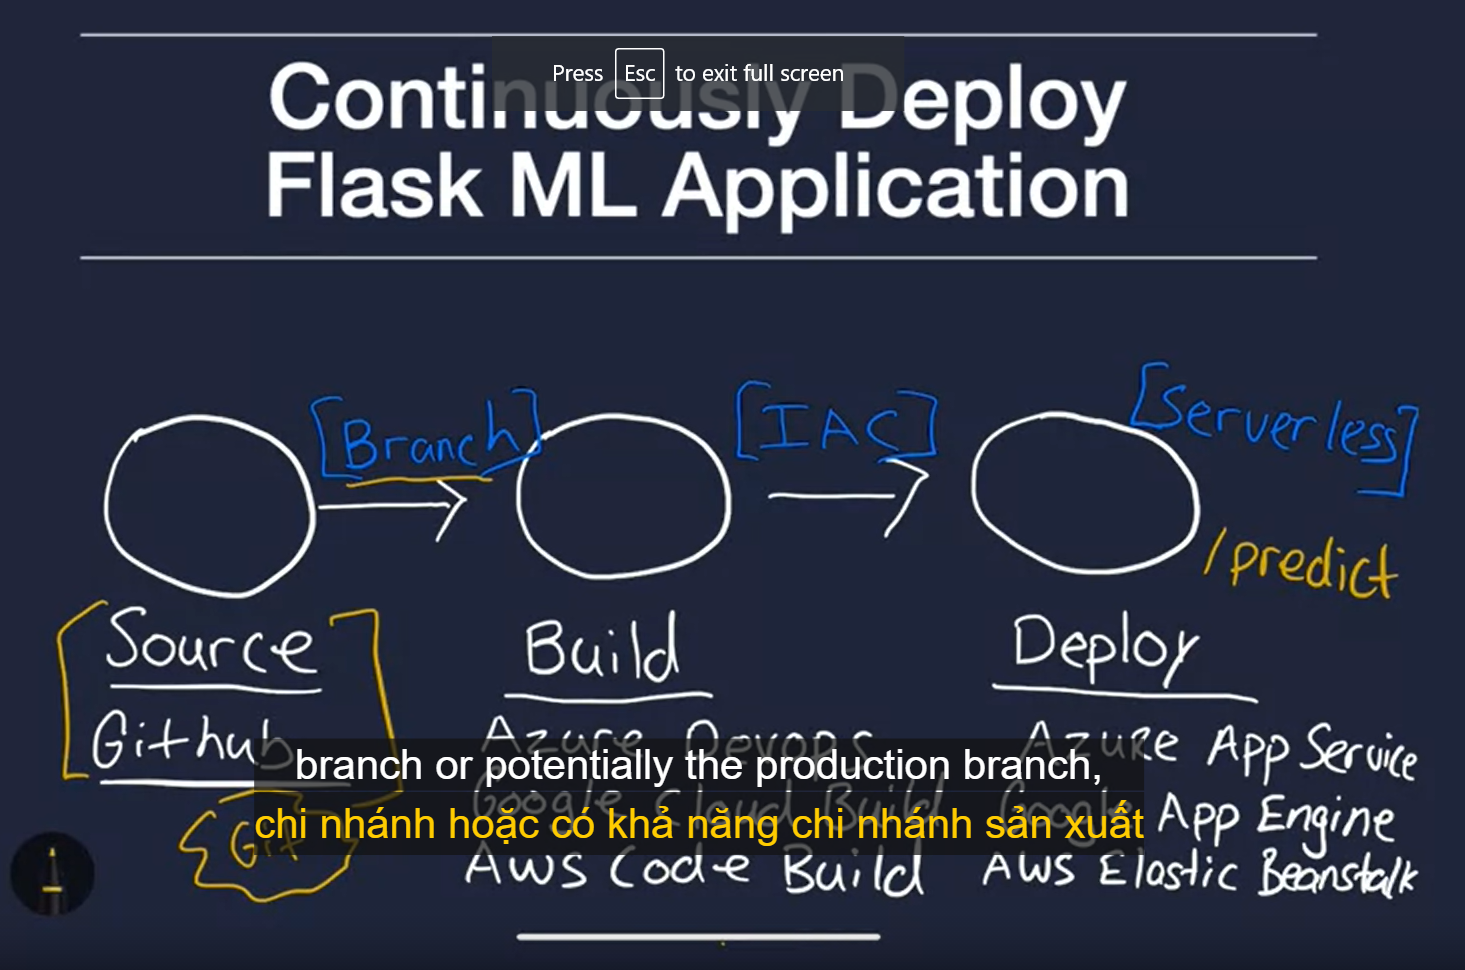 Press Esc to exit full screen
Continuously Deploy
Flask ML Application
[Branch]
[IAC]
[Serverless]
/predict
Source
Build
Deploy
Github
Azure Devops
Azure App Service
branch or potentially the production branch,
Google Cloud Build
Google App Engine
chi nhánh hoặc có khả năng chi nhánh sản xuất
Git
AWS Code Build
AWS Elastic Beanstalk